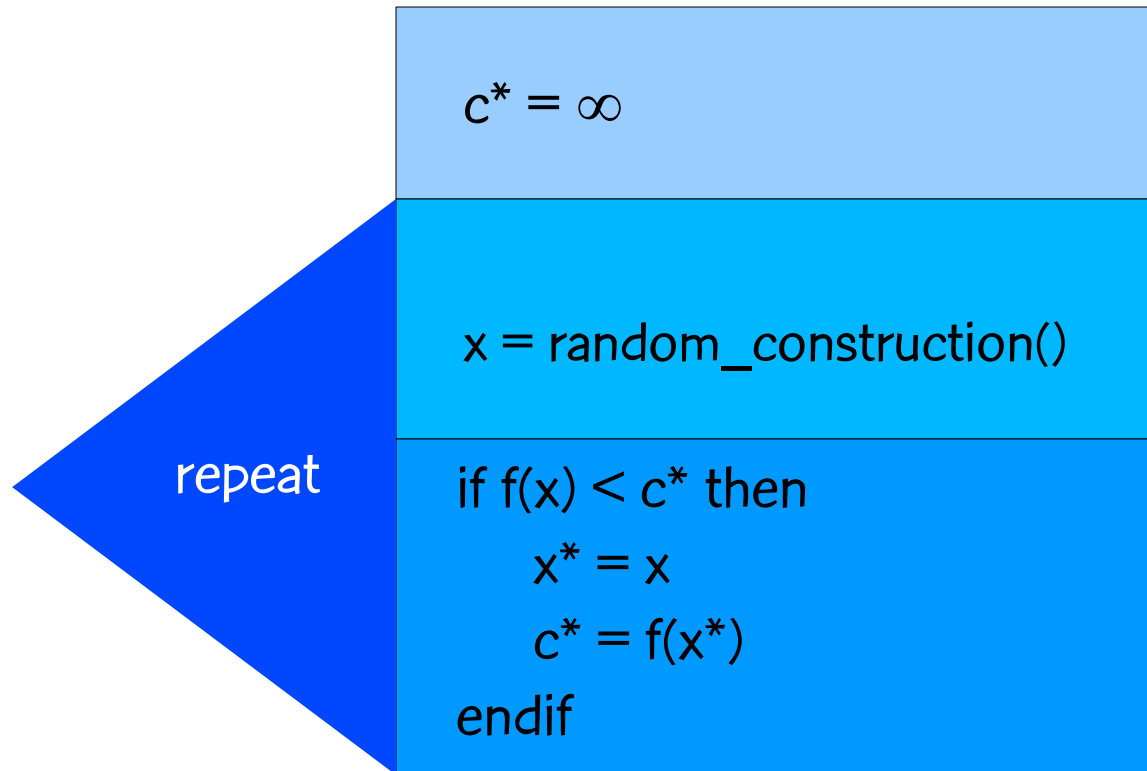 c* = ∞
x = random_construction()
repeat
if f(x) < c* then
x* = x
c* = f(x*)
endif